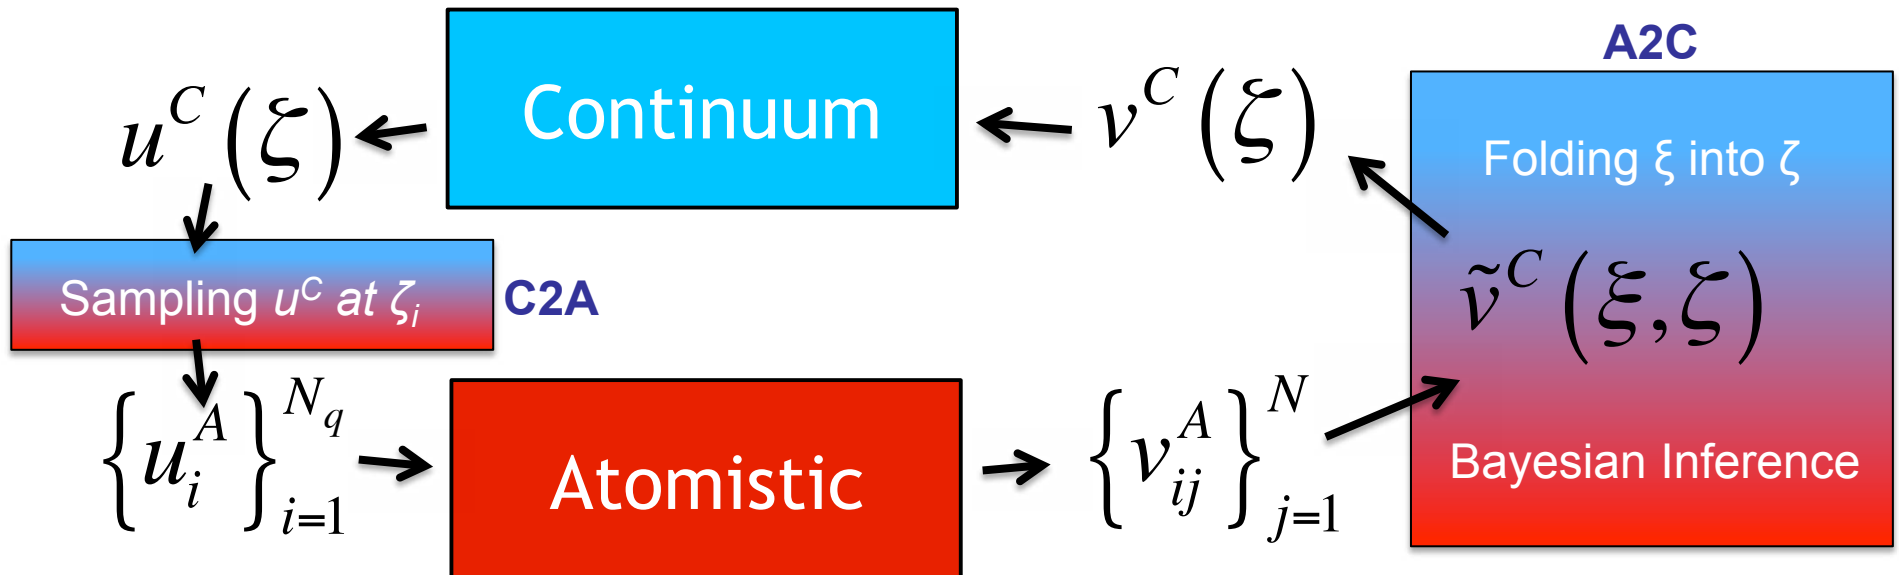 A2C
Continuum
u^C(ζ)
v^C(ζ)
Folding ξ into ζ
Sampling u^C at ζ_i
C2A
ṽ^C(ξ,ζ)
{u_i^A}_{i=1}^{N_q}
Atomistic
{v_{ij}^A}_{j=1}^N
Bayesian Inference